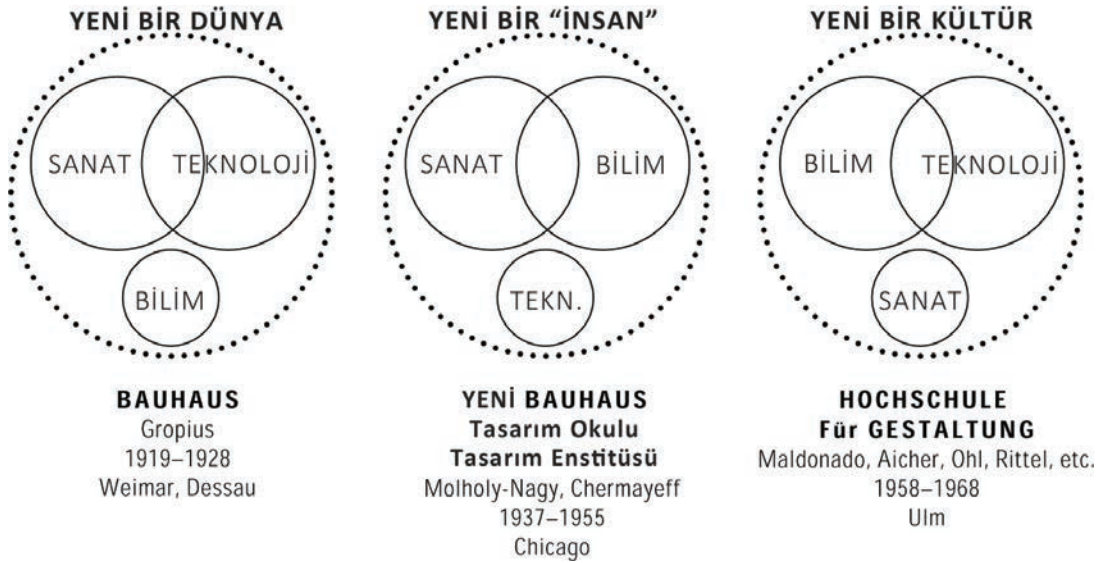 YENİ BİR DÜNYA
SANAT
TEKNOLOJİ
BİLİM
BAUHAUS
Gropius
1919–1928
Weimar, Dessau
YENİ BİR “İNSAN”
SANAT
BİLİM
TEKN.
YENİ BAUHAUS
Tasarım Okulu
Tasarım Enstitüsü
Molholy-Nagy, Chermayeff
1937–1955
Chicago
YENİ BİR KÜLTÜR
BİLİM
TEKNOLOJİ
SANAT
HOCHSCHULE
Für GESTALTUNG
Maldonado, Aicher, Ohl, Rittel, etc.
1958–1968
Ulm